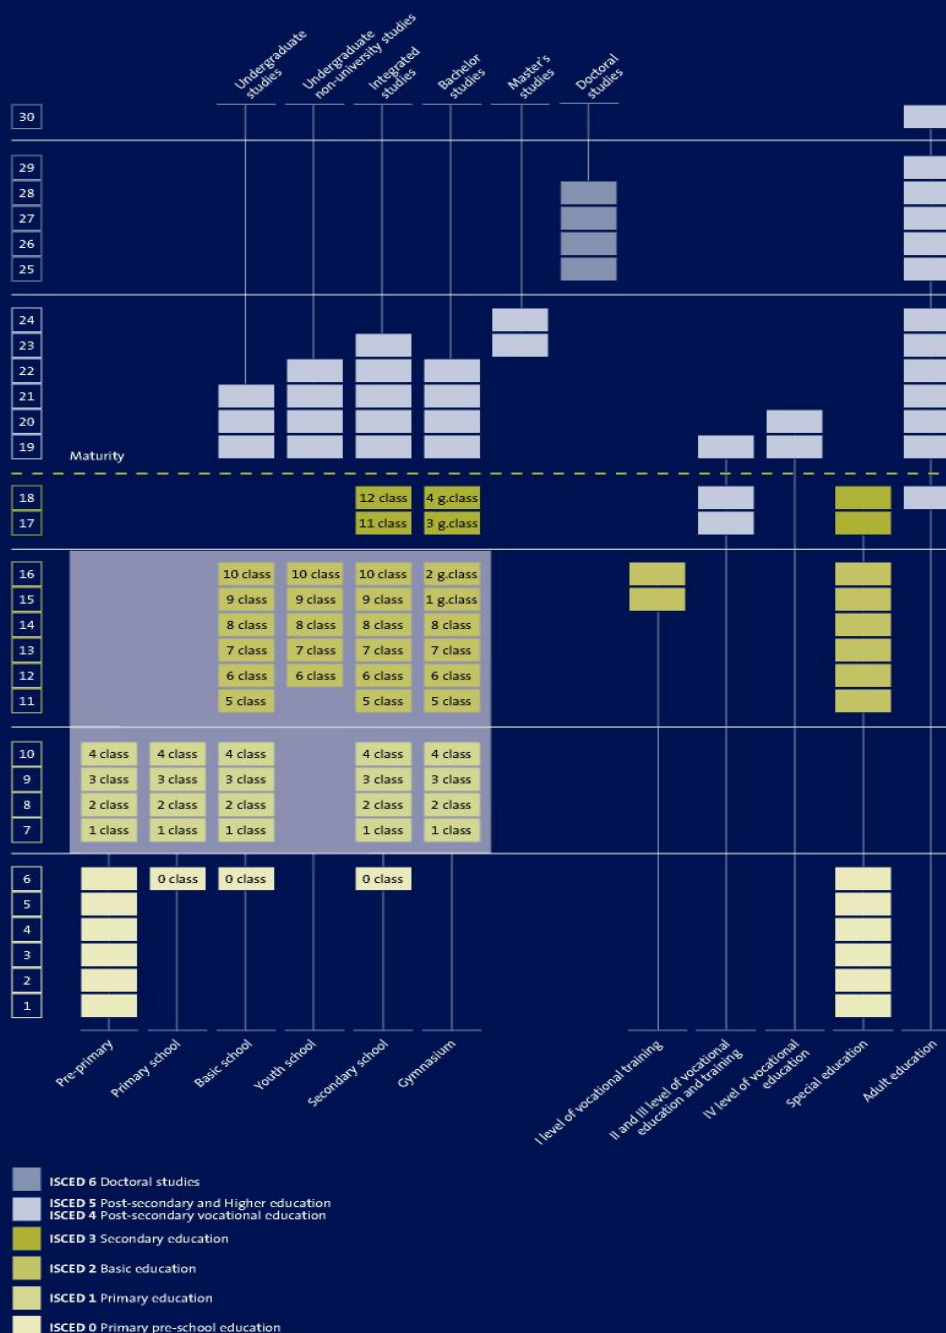 Undergraduate
studies
Undergraduate
non-university studies
Integrated
studies
Bachelor
studies
Master's
studies
Doctoral
studies
30
29
28
27
26
25
24
23
22
21
20
19
Maturity
18 12 class 4 g.class
17 11 class 3 g.class
16 10 class 10 class 10 class 2 g.class
15 9 class 9 class 9 class 1 g.class
14 8 class 8 class 8 class 8 class
13 7 class 7 class 7 class 7 class
12 6 class 6 class 6 class 6 class
11 5 class 5 class 5 class
10 4 class 4 class 4 class 4 class 4 class
9 3 class 3 class 3 class 3 class 3 class
8 2 class 2 class 2 class 2 class 2 class
7 1 class 1 class 1 class 1 class 1 class
6 0 class 0 class 0 class
5
4
3
2
1
Pre-primary
Primary school
Basic school
Youth school
Secondary school
Gymnasium
I level of vocational training
II and III level of vocational
education and training
IV level of vocational
education
Special education
Adult education
ISCED 6 Doctoral studies
ISCED 5 Post-secondary and Higher education
ISCED 4 Post-secondary vocational education
ISCED 3 Secondary education
ISCED 2 Basic education
ISCED 1 Primary education
ISCED 0 Primary pre-school education